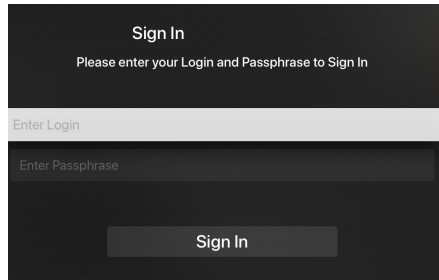 Sign In
Please enter your Login and Passphrase to Sign In
Enter Login
Enter Passphrase
Sign In